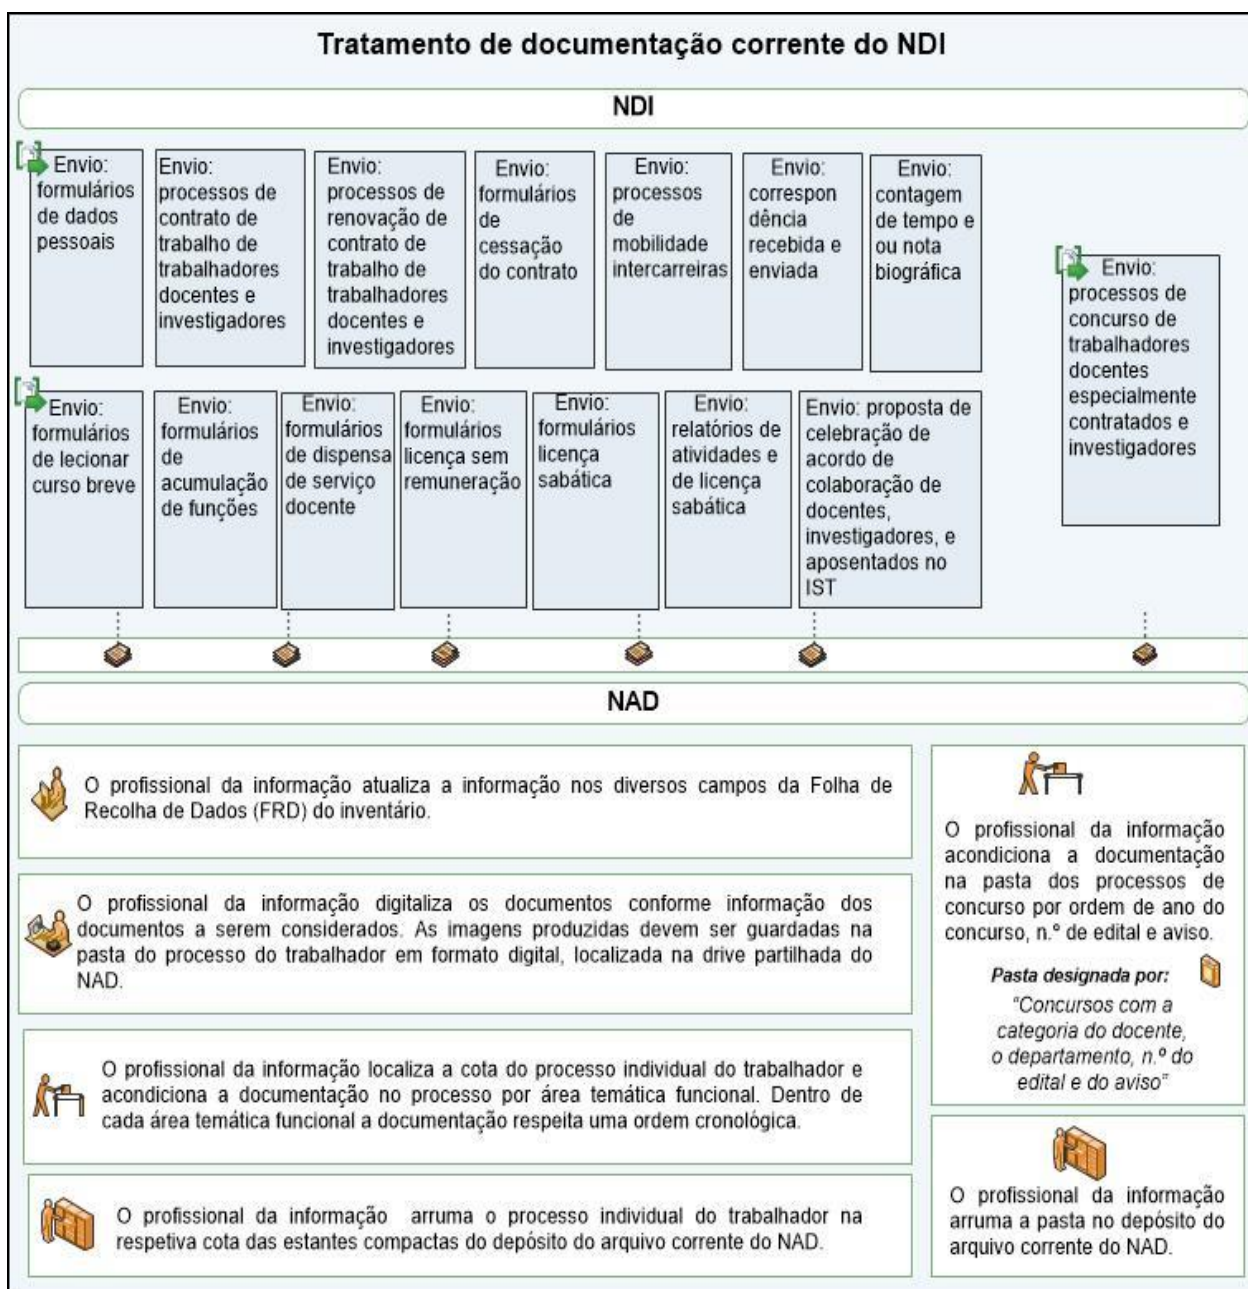 Tratamento de documentação corrente do NDI
NDI
Envio:
formulários
de dados
pessoais
Envio:
processos de
contrato de
trabalho de
trabalhadores
docentes e
investigadores
Envio:
processos de
renovação de
contrato de
trabalho de
trabalhadores
docentes e
investigadores
Envio:
formulários
de
cessação
do contrato
Envio:
processos
de
mobilidade
intercarreiras
Envio:
correspon
dência
recebida e
enviada
Envio:
contagem
de tempo e
ou nota
biográfica
Envio:
processos de
concurso de
trabalhadores
docentes
especialmente
contratados e
investigadores
Envio:
formulários
de lecionar
curso breve
Envio:
formulários
de
acumulação
de funções
Envio:
formulários
de dispensa
de serviço
docente
Envio:
formulários
licença sem
remuneração
Envio:
formulários
licença
sabática
Envio:
relatórios de
atividades e
de licença
sabática
Envio: proposta de
celebração de
acordo de
colaboração de
docentes,
investigadores, e
aposentados no
IST
NAD
O profissional da informação atualiza a informação nos diversos campos da Folha de
Recolha de Dados (FRD) do inventário.
O profissional da informação digitaliza os documentos conforme informação dos
documentos a serem considerados. As imagens produzidas devem ser guardadas na
pasta do processo do trabalhador em formato digital, localizada na drive partilhada do
NAD.
O profissional da informação localiza a cota do processo individual do trabalhador e
acondiciona a documentação no processo por área temática funcional. Dentro de
cada área temática funcional a documentação respeita uma ordem cronológica.
O profissional da informação arruma o processo individual do trabalhador na
respetiva cota das estantes compactas do depósito do arquivo corrente do NAD.
O profissional da informação
acondiciona a documentação
na pasta dos processos de
concurso por ordem de ano do
concurso, n.º de edital e aviso.
Pasta designada por:
“Concursos com a
categoria do docente,
o departamento, n.º do
edital e do aviso”
O profissional da informação
arruma a pasta no depósito do
arquivo corrente do NAD.